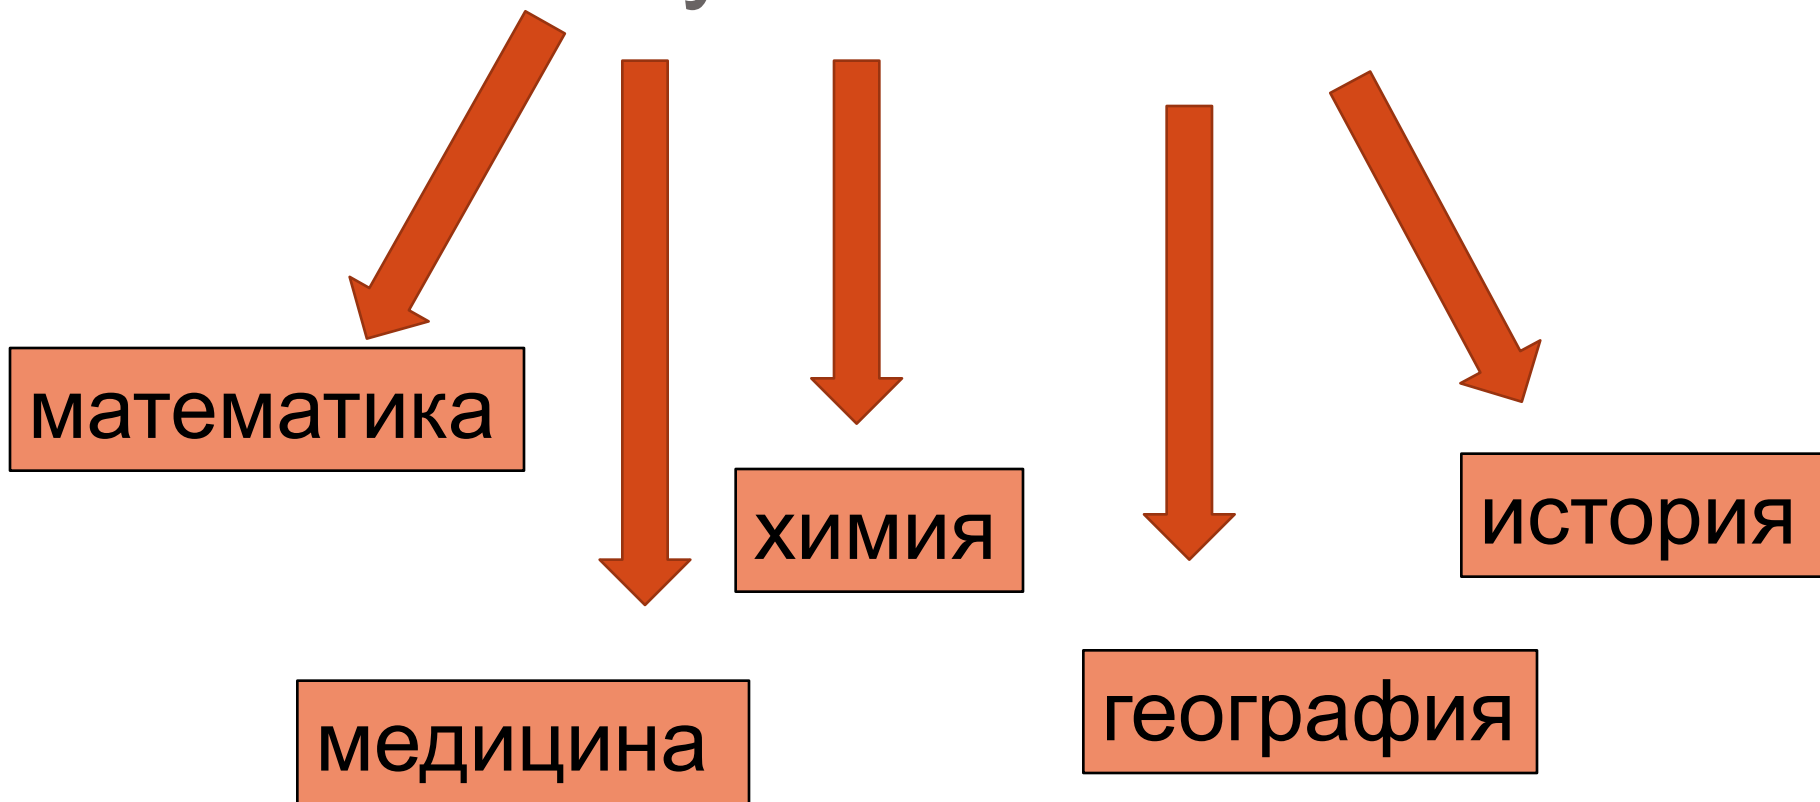 математика
химия
история
медицина
география